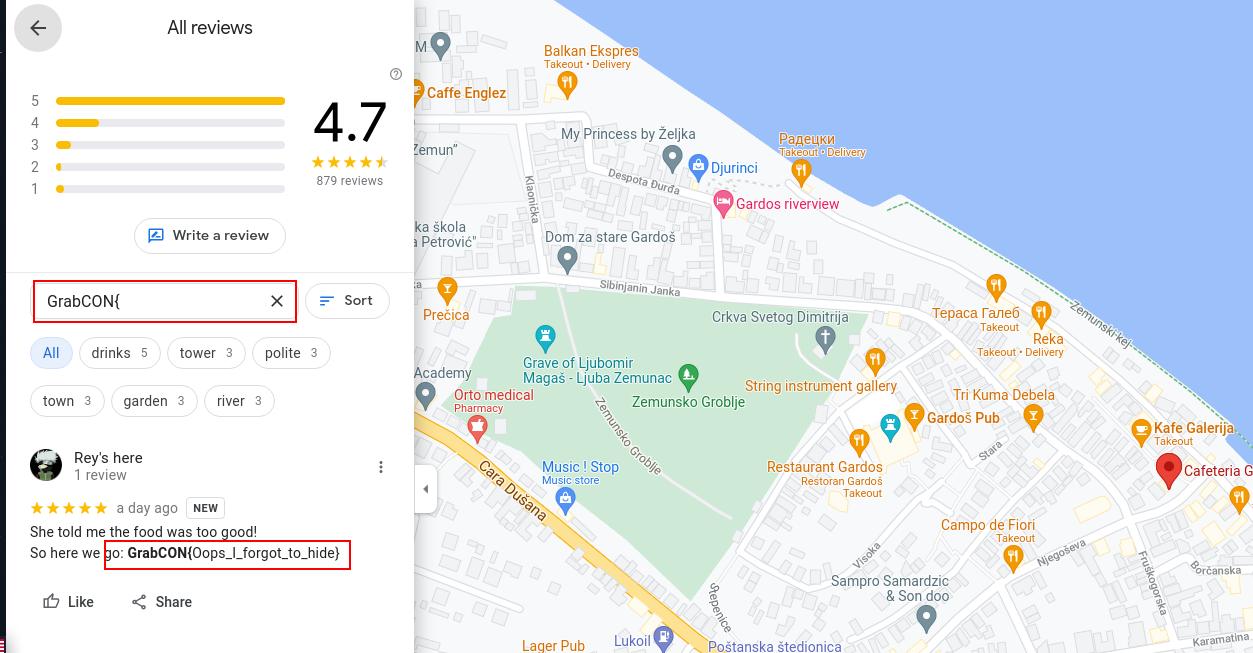 All reviews
5
4
3
2
1
4.7
879 reviews
Write a review
GrabCON{
Sort
All
drinks 5
tower 3
polite 3
town 3
garden 3
river 3
Rey's here
1 review
a day ago NEW
She told me the food was too good!
So here we go: GrabCON{Oops_I_forgot_to_hide}
Like
Share
M
Balkan Ekspres
Takeout • Delivery
Caffe Englez
Zemun”
My Princess by Željka
Радецки
Takeout • Delivery
Djurinci
Despota Đurđa
Klaonička
Gardos riverview
ka škola
a Petrović"
Dom za stare Gardoš
Sibinjanin Janka
Prečica
Crkva Svetog Dimitrija
Тераса Галеб
Takeout
Zemunski kej
Reka
Takeout • Delivery
Grave of Ljubomir
Magaš - Ljuba Zemunac
Academy
Zemunsko Groblje
String instrument gallery
Orto medical
Pharmacy
Tri Kuma Debela
Gardoš Pub
Kafe Galerija
Takeout
Zemunsko Groblje
Stara
Restaurant Gardos
Restoran Gardoš
Takeout
Cafeteria G
Music ! Stop
Music store
Cara Dušana
Campo de Fiori
Takeout
Visoka
Njegoševa
Borčanska
Sampro Samardzic
& Son doo
Fruškogorska
Stepenice
Lukoil
Lager Pub
Poštanska štedionica
Karamatina